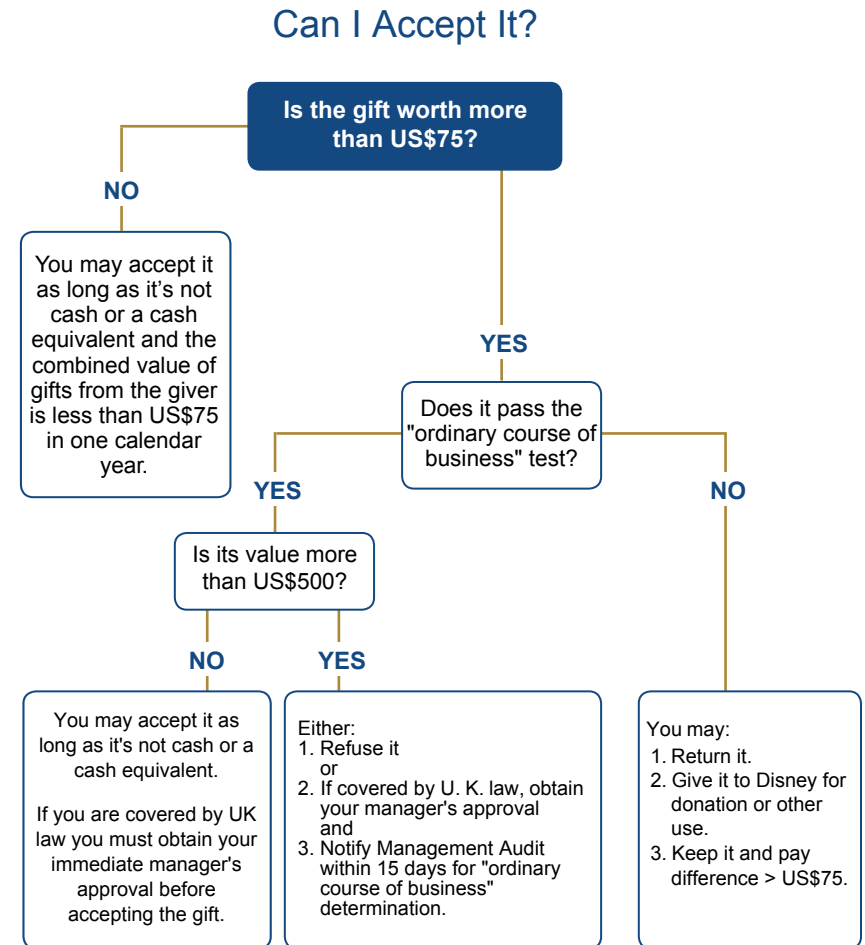 Can I Accept It?
Is the gift worth more
than US$75?
NO
You may accept it
as long as it’s not
cash or a cash
equivalent and the
combined value of
gifts from the giver
is less than US$75
in one calendar
year.
YES
Does it pass the
"ordinary course of
business" test?
YES
NO
Is its value more
than US$500?
NO
YES
You may accept it as
long as it's not cash or a
cash equivalent.
If you are covered by UK
law you must obtain your
immediate manager's
approval before
accepting the gift.
Either:
1. Refuse it
or
2. If covered by U. K. law, obtain
your manager's approval
and
3. Notify Management Audit
within 15 days for "ordinary
course of business"
determination.
You may:
1. Return it.
2. Give it to Disney for
donation or other
use.
3. Keep it and pay
difference > US$75.